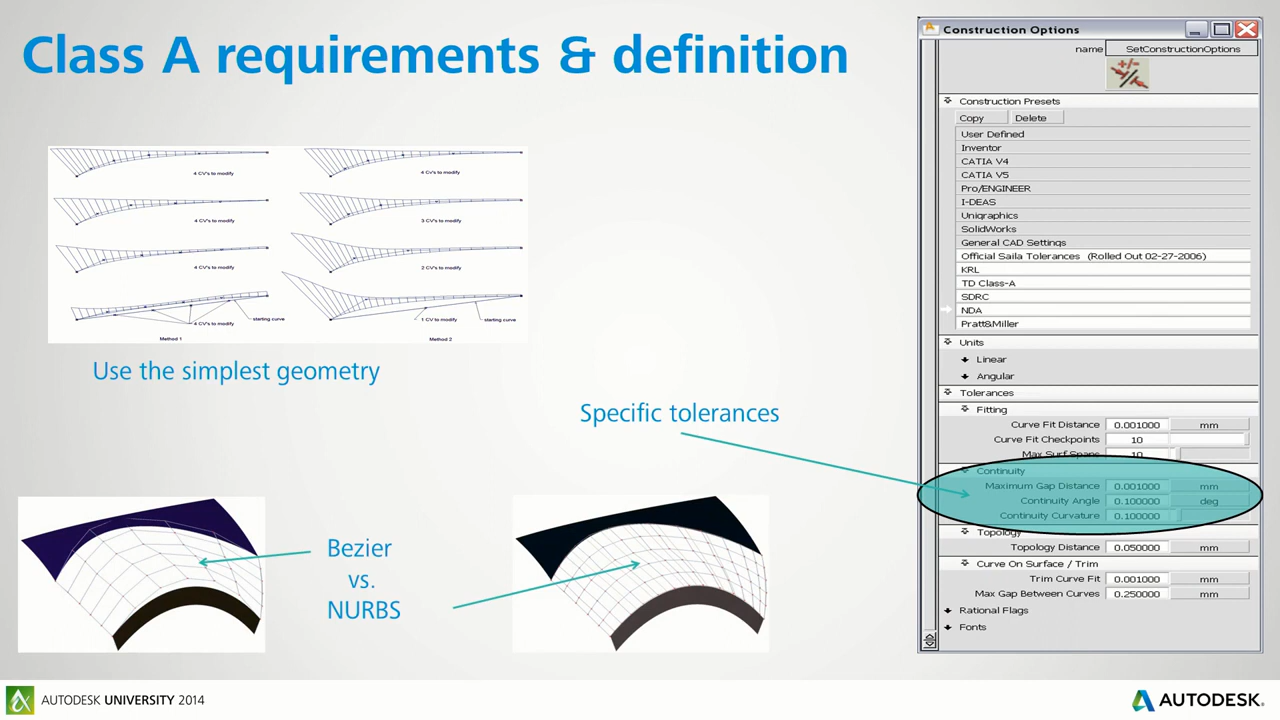 Class A requirements & definition
4 CV's to modify
4 CV's to modify
4 CV's to modify
3 CV's to modify
4 CV's to modify
2 CV's to modify
4 CV's to modify
starting curve
1 CV to modify
starting curve
Method 1
Method 2
Use the simplest geometry
Specific tolerances
Bezier
vs.
NURBS
Construction Options
name SetConstructionOptions
Construction Presets
Copy Delete
User Defined
Inventor
CATIA V4
CATIA V5
Pro/ENGINEER
I-DEAS
Unigraphics
SolidWorks
General CAD Settings
Official Saila Tolerances (Rolled Out 02-27-2006)
KRL
TD Class-A
SDRC
NDA
Pratt&Miller
Units
Linear
Angular
Tolerances
Fitting
Curve Fit Distance 0.001000 mm
Curve Fit Checkpoints 10
Max Surf Spans 10
Continuity
Maximum Gap Distance 0.001000 mm
Continuity Angle 0.100000 deg
Continuity Curvature 0.100000
Topology
Topology Distance 0.050000 mm
Curve On Surface / Trim
Trim Curve Fit 0.001000 mm
Max Gap Between Curves 0.250000 mm
Rational Flags
Fonts
AUTODESK UNIVERSITY 2014
AUTODESK.